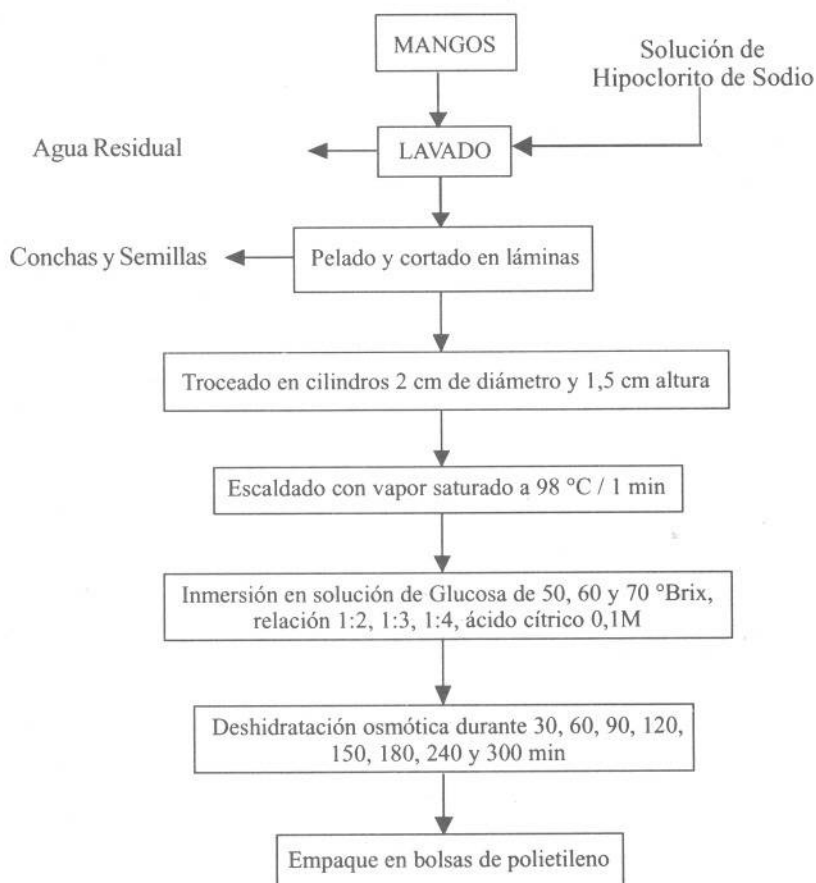 MANGOS
Solución de
Hipoclorito de Sodio
Agua Residual
LAVADO
Conchas y Semillas
Pelado y cortado en láminas
Troceado en cilindros 2 cm de diámetro y 1,5 cm altura
Escaldado con vapor saturado a 98 °C / 1 min
Inmersión en solución de Glucosa de 50, 60 y 70 °Brix,
relación 1:2, 1:3, 1:4, ácido cítrico 0,1M
Deshidratación osmótica durante 30, 60, 90, 120,
150, 180, 240 y 300 min
Empaque en bolsas de polietileno